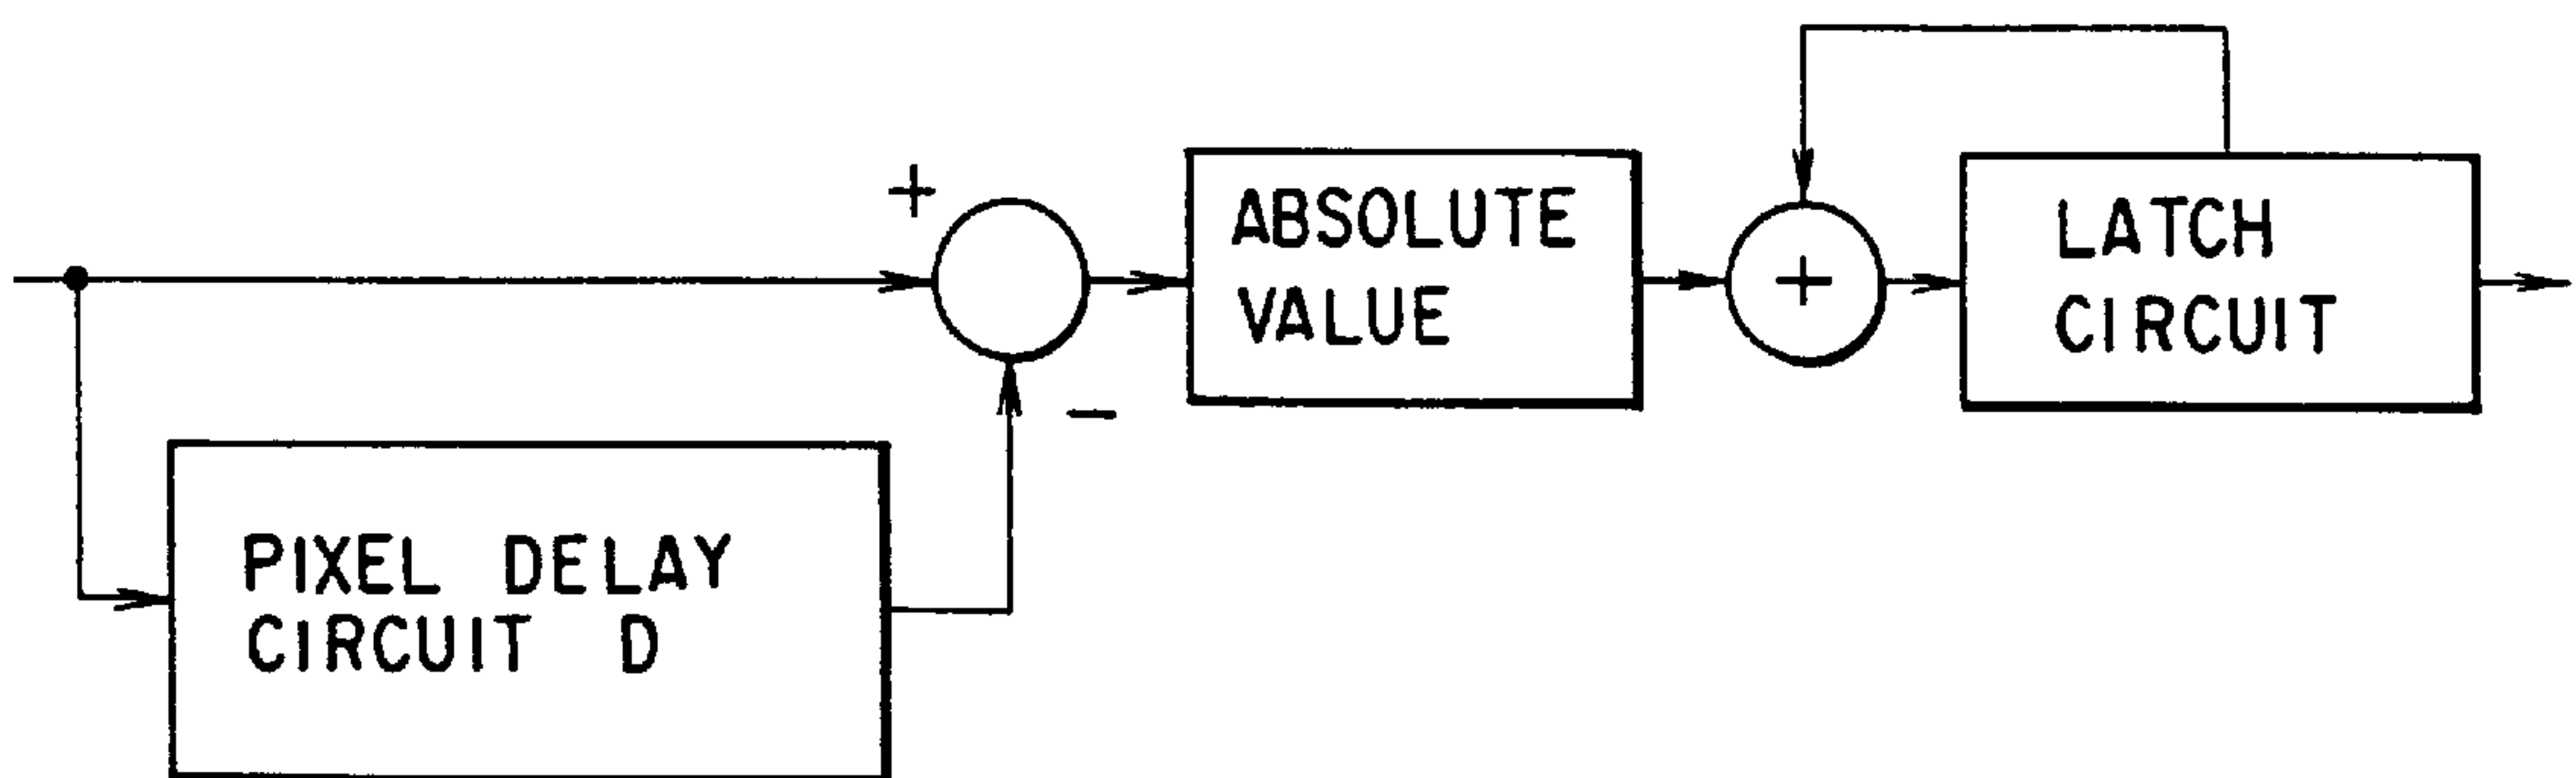 +
ABSOLUTE
VALUE
+
LATCH
CIRCUIT
−
PIXEL DELAY
CIRCUIT D